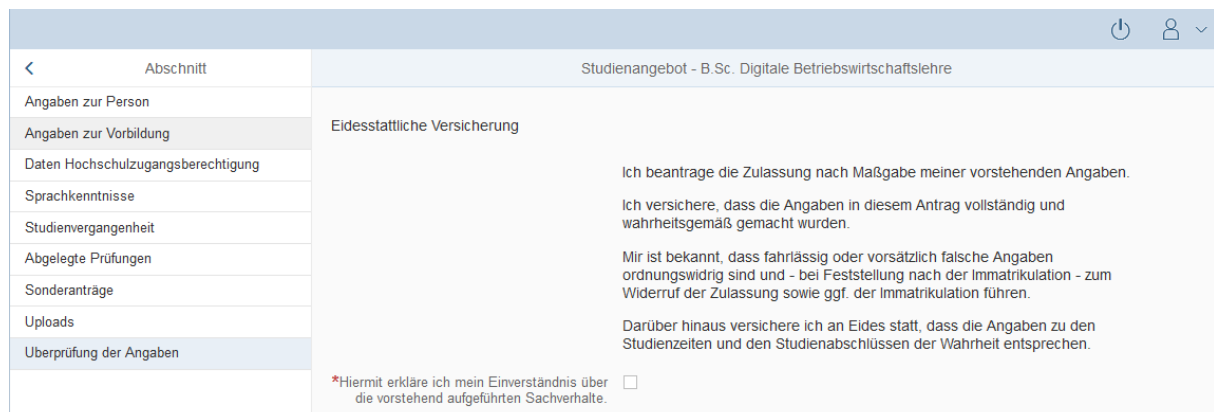 Abschnitt
Studienangebot - B.Sc. Digitale Betriebswirtschaftslehre
Angaben zur Person
Angaben zur Vorbildung
Daten Hochschulzugangsberechtigung
Sprachkenntnisse
Studienvergangenheit
Abgelegte Prüfungen
Sonderanträge
Uploads
Überprüfung der Angaben
Eidesstattliche Versicherung
Ich beantrage die Zulassung nach Maßgabe meiner vorstehenden Angaben.
Ich versichere, dass die Angaben in diesem Antrag vollständig und
wahrheitsgemäß gemacht wurden.
Mir ist bekannt, dass fahrlässig oder vorsätzlich falsche Angaben
ordnungswidrig sind und - bei Feststellung nach der Immatrikulation - zum
Widerruf der Zulassung sowie ggf. der Immatrikulation führen.
Darüber hinaus versichere ich an Eides statt, dass die Angaben zu den
Studienzeiten und den Studienabschlüssen der Wahrheit entsprechen.
*Hiermit erkläre ich mein Einverständnis über
die vorstehend aufgeführten Sachverhalte.